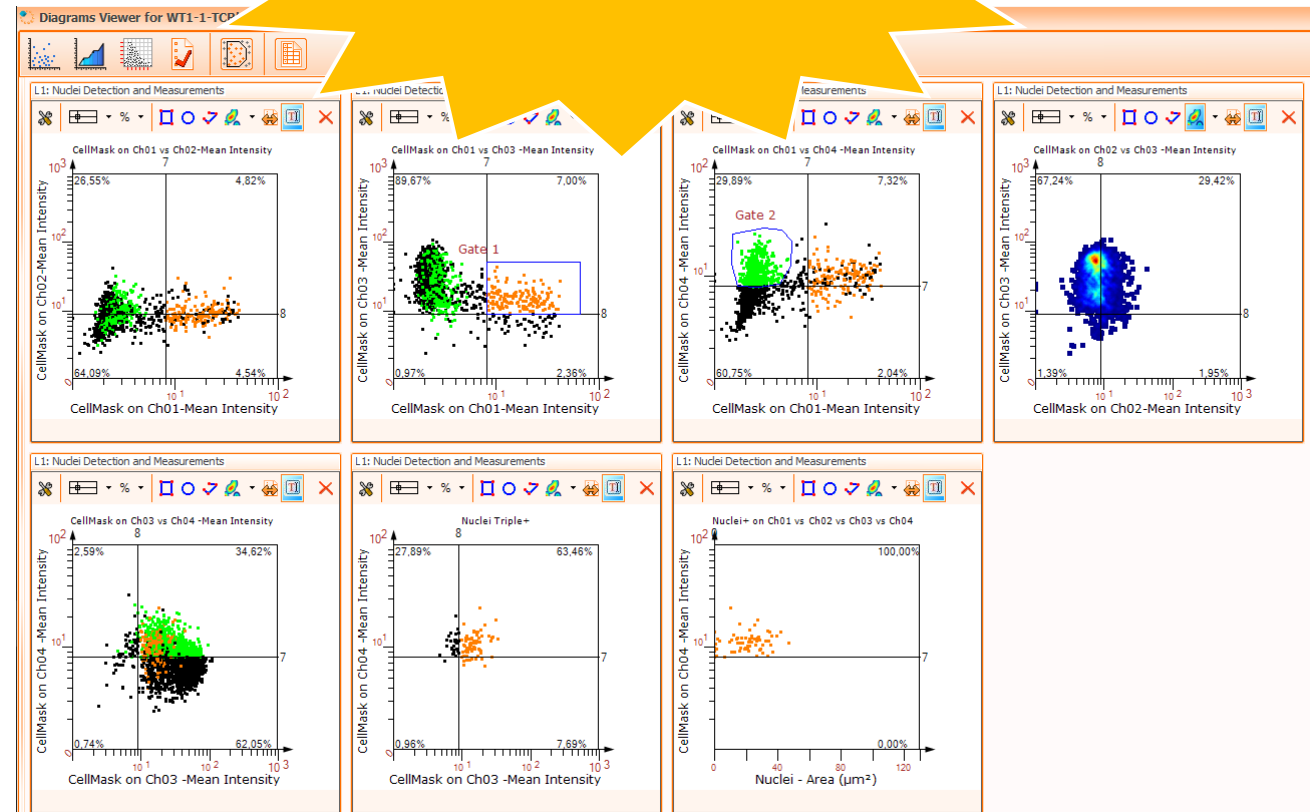 Diagrams Viewer for WT1-1-TCR
L1: Nuclei Detection and Measurements
%
CellMask on Ch01 vs Ch02-Mean Intensity
7
10³
26,55% 4,82%
CellMask on Ch02-Mean Intensity
10²
10¹
8
64,09% 4,54%
0 10¹ 10²
CellMask on Ch01-Mean Intensity
L1: Nuclei Detectio
%
CellMask on Ch01 vs Ch03 -Mean Intensity
7
10³
89,67% 7,00%
CellMask on Ch03 -Mean Intensity
10²
Gate 1
10¹
8
0,97% 2,36%
0 10¹ 10²
CellMask on Ch01-Mean Intensity
easurements
%
CellMask on Ch01 vs Ch04 -Mean Intensity
7
10²
29,89% 7,32%
CellMask on Ch04 -Mean Intensity
Gate 2
10¹
7
60,75% 2,04%
0 10¹ 10²
CellMask on Ch01-Mean Intensity
L1: Nuclei Detection and Measurements
%
CellMask on Ch02 vs Ch03 -Mean Intensity
8
10³
67,24% 29,42%
CellMask on Ch03 -Mean Intensity
10²
10¹
8
1,39% 1,95%
0 10¹ 10² 10³
CellMask on Ch02-Mean Intensity
L1: Nuclei Detection and Measurements
%
CellMask on Ch03 vs Ch04 -Mean Intensity
8
10²
2,59% 34,62%
CellMask on Ch04 -Mean Intensity
10¹
7
0,74% 62,05%
0 10¹ 10² 10³
CellMask on Ch03 -Mean Intensity
L1: Nuclei Detection and Measurements
%
Nuclei Triple+
8
10²
27,89% 63,46%
CellMask on Ch04 -Mean Intensity
10¹
7
0,96% 7,69%
0 10¹ 10² 10³
CellMask on Ch03 -Mean Intensity
L1: Nuclei Detection and Measurements
%
Nuclei+ on Ch01 vs Ch02 vs Ch03 vs Ch04
10² 0
100,00%
CellMask on Ch04 -Mean Intensity
10¹
7
0,00%
0 40 80 120
Nuclei - Area (µm²)